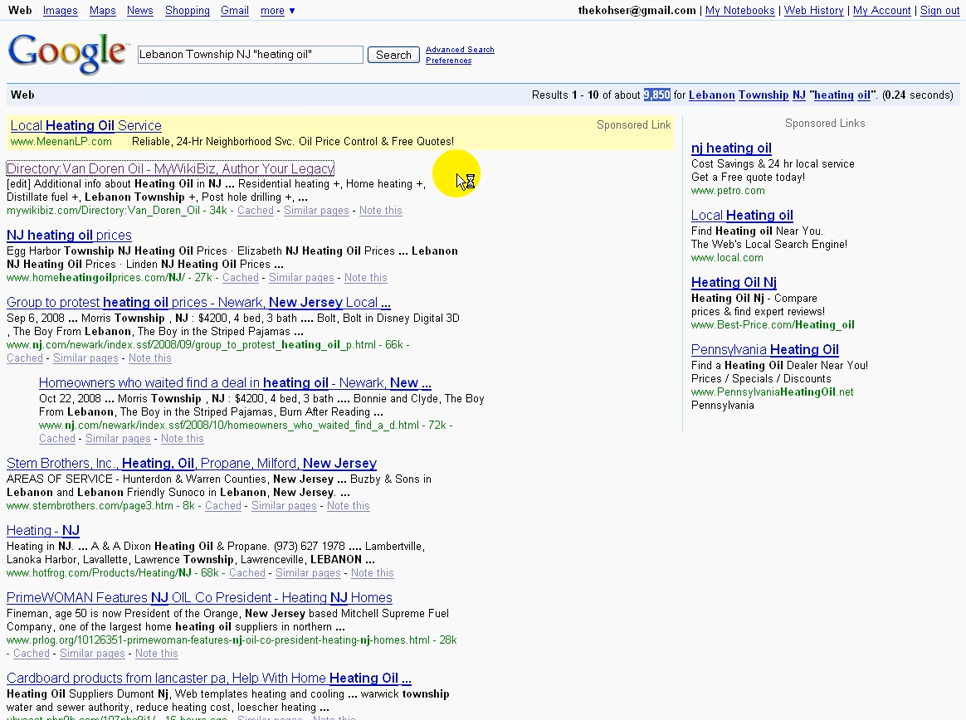 Web Images Maps News Shopping Gmail more ▼ thekohser@gmail.com | My Notebooks | Web History | My Account | Sign out
Google Lebanon Township NJ "heating oil" Search Advanced Search
Preferences
Web Results 1 - 10 of about 9,850 for Lebanon Township NJ "heating oil". (0.24 seconds)
Local Heating Oil Service Sponsored Link
www.MeenanLP.com Reliable, 24-Hr Neighborhood Svc. Oil Price Control & Free Quotes!
Directory:Van Doren Oil - MyWikiBiz, Author Your Legacy
[edit] Additional info about Heating Oil in NJ ... Residential heating +, Home heating +,
Distillate fuel +, Lebanon Township +, Post hole drilling +, ...
mywikibiz.com/Directory:Van_Doren_Oil - 34k - Cached - Similar pages - Note this
NJ heating oil prices
Egg Harbor Township NJ Heating Oil Prices · Elizabeth NJ Heating Oil Prices ... Lebanon
NJ Heating Oil Prices · Linden NJ Heating Oil Prices ...
www.homeheatingoilprices.com/NJ/ - 27k - Cached - Similar pages - Note this
Group to protest heating oil prices - Newark, New Jersey Local ...
Sep 6, 2008 ... Morris Township , NJ : $4200, 4 bed, 3 bath .... Bolt, Bolt in Disney Digital 3D
, The Boy From Lebanon, The Boy in the Striped Pajamas ...
www.nj.com/newark/index.ssf/2008/09/group_to_protest_heating_oil_p.html - 66k -
Cached - Similar pages - Note this
Homeowners who waited find a deal in heating oil - Newark, New ...
Oct 22, 2008 ... Morris Township , NJ : $4200, 4 bed, 3 bath .... Bonnie and Clyde, The Boy
From Lebanon, The Boy in the Striped Pajamas, Burn After Reading ...
www.nj.com/newark/index.ssf/2008/10/homeowners_who_waited_find_a_d.html - 72k -
Cached - Similar pages - Note this
Stem Brothers, Inc., Heating, Oil, Propane, Milford, New Jersey
AREAS OF SERVICE - Hunterdon & Warren Counties, New Jersey ... Buzby & Sons in
Lebanon and Lebanon Friendly Sunoco in Lebanon, New Jersey. ...
www.stembrothers.com/page3.htm - 8k - Cached - Similar pages - Note this
Heating - NJ
Heating in NJ. ... A & A Dixon Heating Oil & Propane. (973) 627 1978 .... Lambertville,
Lanoka Harbor, Lavallette, Lawrence Township, Lawrenceville, LEBANON ...
www.hotfrog.com/Products/Heating/NJ - 68k - Cached - Similar pages - Note this
PrimeWOMAN Features NJ OIL Co President - Heating NJ Homes
Fineman, age 50 is now President of the Orange, New Jersey based Mitchell Supreme Fuel
Company, one of the largest home heating oil suppliers in northern ...
www.prlog.org/10126351-primewoman-features-nj-oil-co-president-heating-nj-homes.html - 28k
- Cached - Similar pages - Note this
Cardboard products from lancaster pa, Help With Home Heating Oil ...
Heating Oil Suppliers Dumont Nj, Web templates heating and cooling ... warwick township
water and sewer authority, reduce heating cost, loescher heating ...
Sponsored Links
nj heating oil
Cost Savings & 24 hr local service
Get a Free quote today!
www.petro.com
Local Heating oil
Find Heating oil Near You.
The Web's Local Search Engine!
www.local.com
Heating Oil Nj
Heating Oil Nj - Compare
prices & find expert reviews!
www.Best-Price.com/Heating_oil
Pennsylvania Heating Oil
Find a Heating Oil Dealer Near You!
Prices / Specials / Discounts
www.PennsylvaniaHeatingOil.net
Pennsylvania